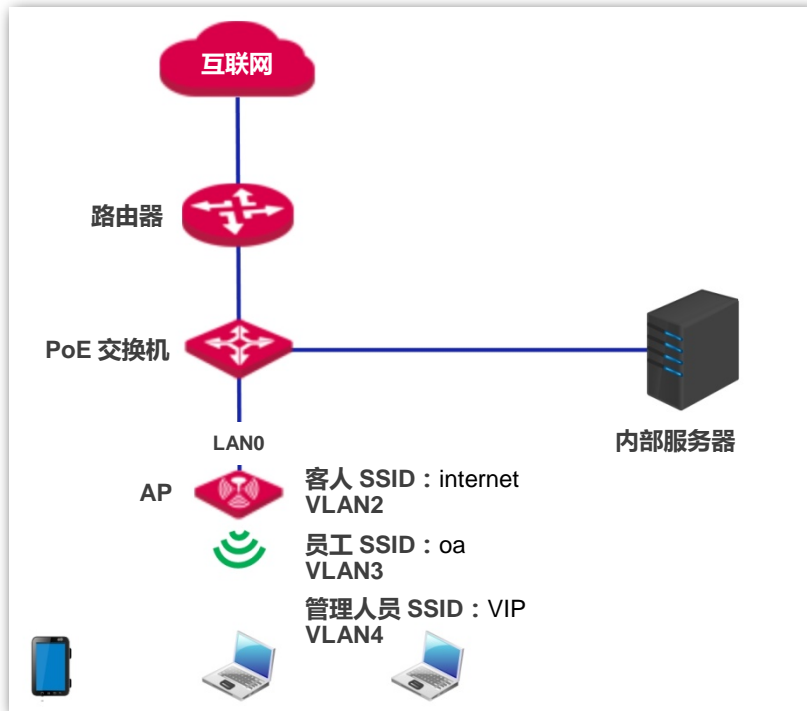 互联网
路由器
PoE 交换机
内部服务器
LAN0
AP
客人 SSID：internet
VLAN2
员工 SSID：oa
VLAN3
管理人员 SSID：VIP
VLAN4